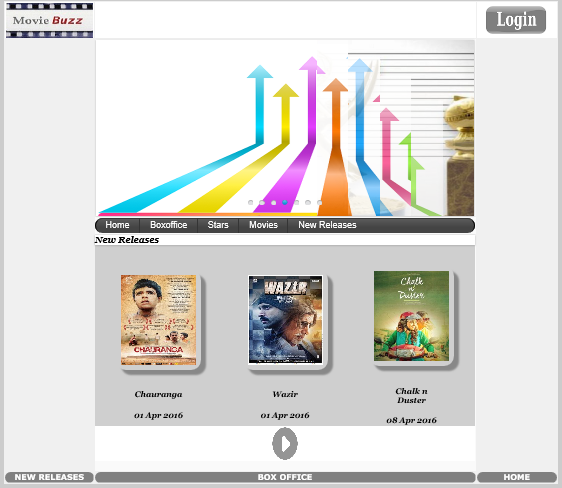 Movie Buzz
Login
Home
Boxoffice
Stars
Movies
New Releases
New Releases
CHAURANGA
WAZIR
Chalk
n'
Duster
Chauranga
Wazir
Chalk n
Duster
01 Apr 2016
01 Apr 2016
08 Apr 2016
NEW RELEASES
BOX OFFICE
HOME